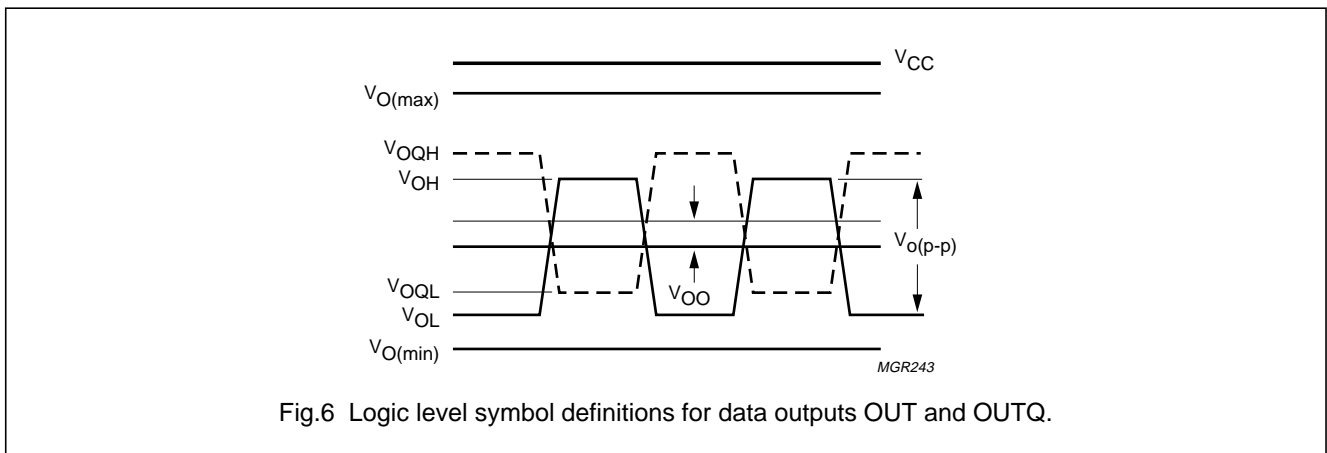 VCC
VO(max)
VOQH
VOH
Vo(p-p)
VOQL
VOO
VOL
VO(min)
MGR243
Fig.6 Logic level symbol definitions for data outputs OUT and OUTQ.